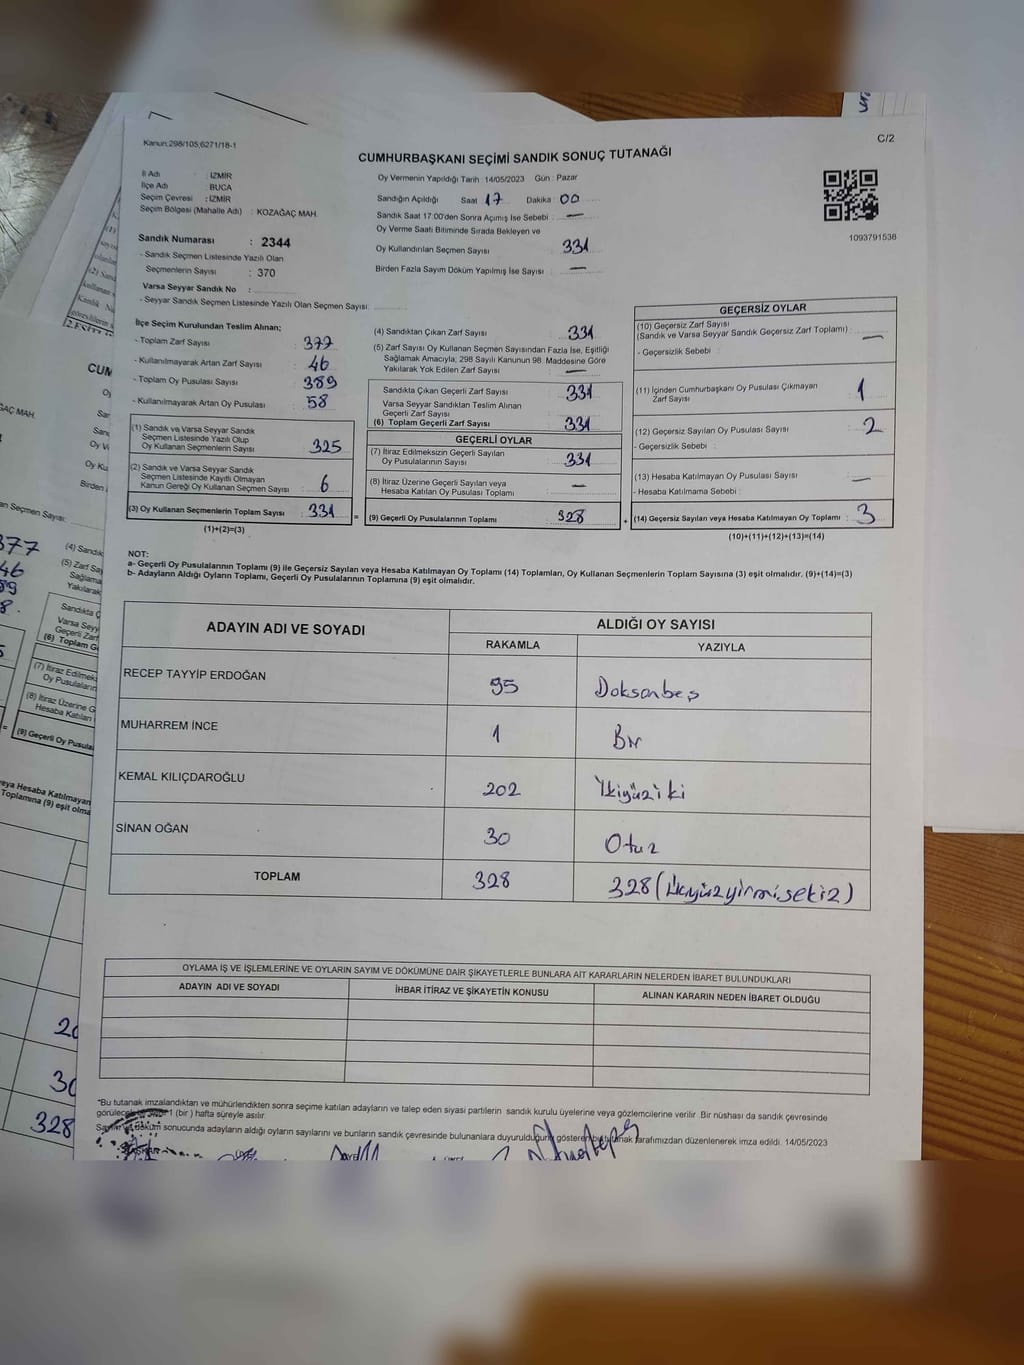 C/2
Kanun:298/105,6271/18-1
CUMHURBAŞKANI SEÇİMİ SANDIK SONUÇ TUTANAĞI
İl Adı : İZMİR
İlçe Adı : BUCA
Seçim Çevresi : İZMİR
Seçim Bölgesi (Mahalle Adı) : KOZAĞAÇ MAH.
Sandık Numarası : 2344
- Sandık Seçmen Listesinde Yazılı Olan
Seçmenlerin Sayısı : 370
Varsa Seyyar Sandık No :
- Seyyar Sandık Seçmen Listesinde Yazılı Olan Seçmen Sayısı:
Oy Vermenin Yapıldığı Tarih : 14/05/2023 Gün : Pazar
Sandığın Açıldığı Saat 17 Dakika : 00
Sandık Saat 17:00'den Sonra Açımış İse Sebebi : —
Oy Verme Saati Bitiminde Sırada Bekleyen ve
Oy Kullandırılan Seçmen Sayısı 331
Birden Fazla Sayım Döküm Yapılmış İse Sayısı : —
1093791536
İlçe Seçim Kurulundan Teslim Alınan;
- Toplam Zarf Sayısı : 377
- Kullanılmayarak Artan Zarf Sayısı : 46
- Toplam Oy Pusulası Sayısı : 389
- Kullanılmayarak Artan Oy Pusulası : 58
(1) Sandık ve Varsa Seyyar Sandık
Seçmen Listesinde Yazılı Olup
Oy Kullanan Seçmenlerin Sayısı : 325
(2) Sandık ve Varsa Seyyar Sandık
Seçmen Listesinde Kayıtlı Olmayan
Kanun Gereği Oy Kullanan Seçmen Sayısı : 6
(3) Oy Kullanan Seçmenlerin Toplam Sayısı : 331
(1)+(2)=(3)
(4) Sandıktan Çıkan Zarf Sayısı : 331
(5) Zarf Sayısı Oy Kullanan Seçmen Sayısından Fazla İse, Eşitliği
Sağlamak Amacıyla, 298 Sayılı Kanunun 98. Maddesine Göre
Yakılarak Yok Edilen Zarf Sayısı : —
Sandıkta Çıkan Geçerli Zarf Sayısı : 331
Varsa Seyyar Sandıktan Teslim Alınan
Geçerli Zarf Sayısı
(6) Toplam Geçerli Zarf Sayısı : 331
GEÇERLİ OYLAR
(7) İtiraz Edilmeksizin Geçerli Sayılan
Oy Pusulalarının Sayısı : 331
(8) İtiraz Üzerine Geçerli Sayılan veya
Hesaba Katılan Oy Pusulası Toplamı : —
= (9) Geçerli Oy Pusulalarının Toplamı : 328 +
GEÇERSİZ OYLAR
(10) Geçersiz Zarf Sayısı
(Sandık ve Varsa Seyyar Sandık Geçersiz Zarf Toplamı) : —
- Geçersizlik Sebebi :
(11) İçinden Cumhurbaşkanı Oy Pusulası Çıkmayan
Zarf Sayısı : 1
(12) Geçersiz Sayılan Oy Pusulası Sayısı : 2
- Geçersizlik Sebebi :
(13) Hesaba Katılmayan Oy Pusulası Sayısı : —
- Hesaba Katılmama Sebebi :
(14) Geçersiz Sayılan veya Hesaba Katılmayan Oy Toplamı : 3
(10)+(11)+(12)+(13)=(14)
NOT:
a- Geçerli Oy Pusulalarının Toplamı (9) ile Geçersiz Sayılan veya Hesaba Katılmayan Oy Toplamı (14) Toplamları, Oy Kullanan Seçmenlerin Toplam Sayısına (3) eşit olmalıdır. (9)+(14)=(3)
b- Adayların Aldığı Oyların Toplamı, Geçerli Oy Pusulalarının Toplamına (9) eşit olmalıdır.
ADAYIN ADI VE SOYADI ALDIĞI OY SAYISI
RAKAMLA YAZIYLA
RECEP TAYYİP ERDOĞAN 95 Doksanbeş
MUHARREM İNCE 1 Bir
KEMAL KILIÇDAROĞLU 202 İkiyüziki
SİNAN OĞAN 30 Otuz
TOPLAM 328 328 (Üçyüzyirmisekiz)
OYLAMA İŞ VE İŞLEMLERİNE VE OYLARIN SAYIM VE DÖKÜMÜNE DAİR ŞİKAYETLERLE BUNLARA AİT KARARLARIN NELERDEN İBARET BULUNDUKLARI
ADAYIN ADI VE SOYADI İHBAR İTİRAZ VE ŞİKAYETİN KONUSU ALINAN KARARIN NEDEN İBARET OLDUĞU
"Bu tutanak imzalandıktan ve mühürlendikten sonra seçime katılan adayların ve talep eden siyasi partilerin sandık kurulu üyelerine veya gözlemcilerine verilir. Bir nüshası da sandık çevresinde
1 (bir ) hafta süreyle asılır.
döküm sonucunda adayların aldığı oyların sayılarını ve bunların sandık çevresinde bulunanlara duyurulduğunu gösteren bu tutanak tarafımızdan düzenlenerek imza edildi. 14/05/2023
BAŞKAN